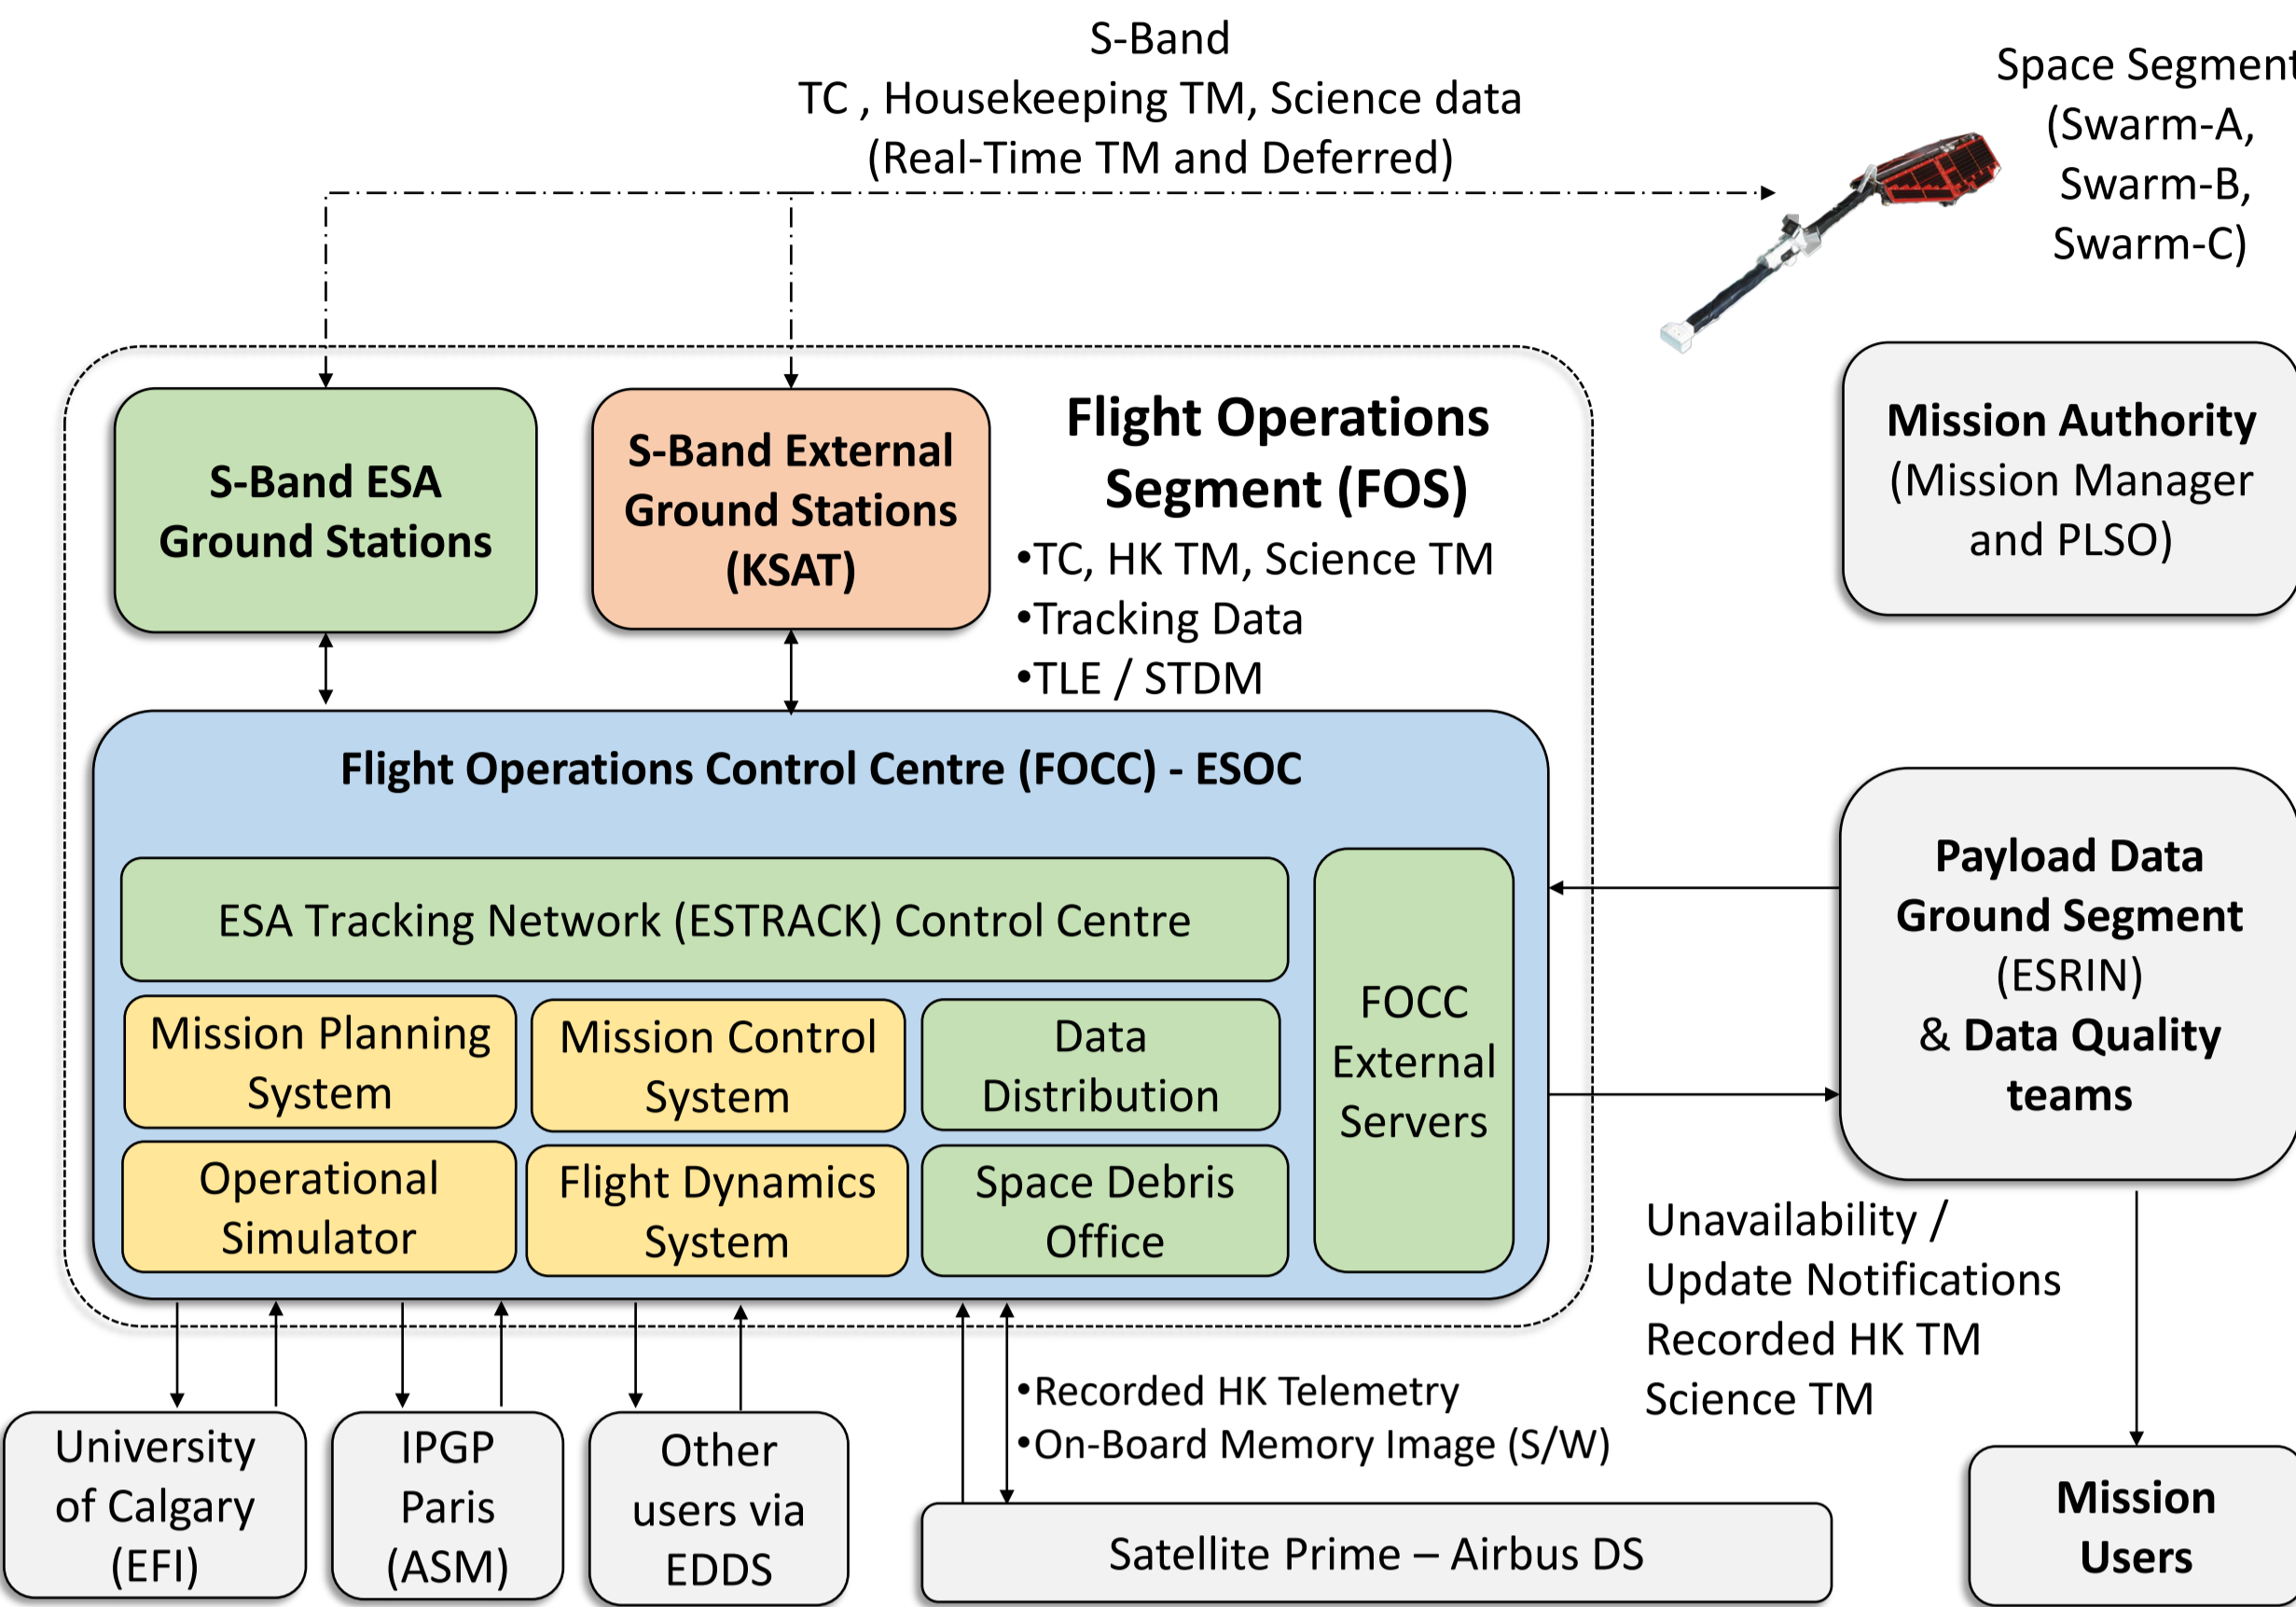 S-Band
TC , Housekeeping TM, Science data
(Real-Time TM and Deferred)
Space Segment
(Swarm-A,
Swarm-B,
Swarm-C)
S-Band ESA
Ground Stations
S-Band External
Ground Stations
(KSAT)
Flight Operations
Segment (FOS)
•TC, HK TM, Science TM
•Tracking Data
•TLE / STDM
Mission Authority
(Mission Manager
and PLSO)
Flight Operations Control Centre (FOCC) - ESOC
ESA Tracking Network (ESTRACK) Control Centre
Mission Planning
System
Mission Control
System
Data
Distribution
Operational
Simulator
Flight Dynamics
System
Space Debris
Office
FOCC
External
Servers
Payload Data
Ground Segment
(ESRIN)
& Data Quality
teams
Unavailability /
Update Notifications
Recorded HK TM
Science TM
•Recorded HK Telemetry
•On-Board Memory Image (S/W)
University
of Calgary
(EFI)
IPGP
Paris
(ASM)
Other
users via
EDDS
Satellite Prime – Airbus DS
Mission
Users